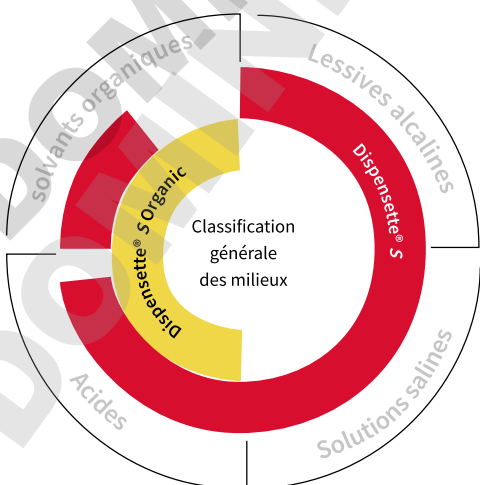 solvants organiques
Lessives alcalines
Dispensette® S
Dispensette® S Organic
Classification
générale
des milieux
Acides
Solutions salines